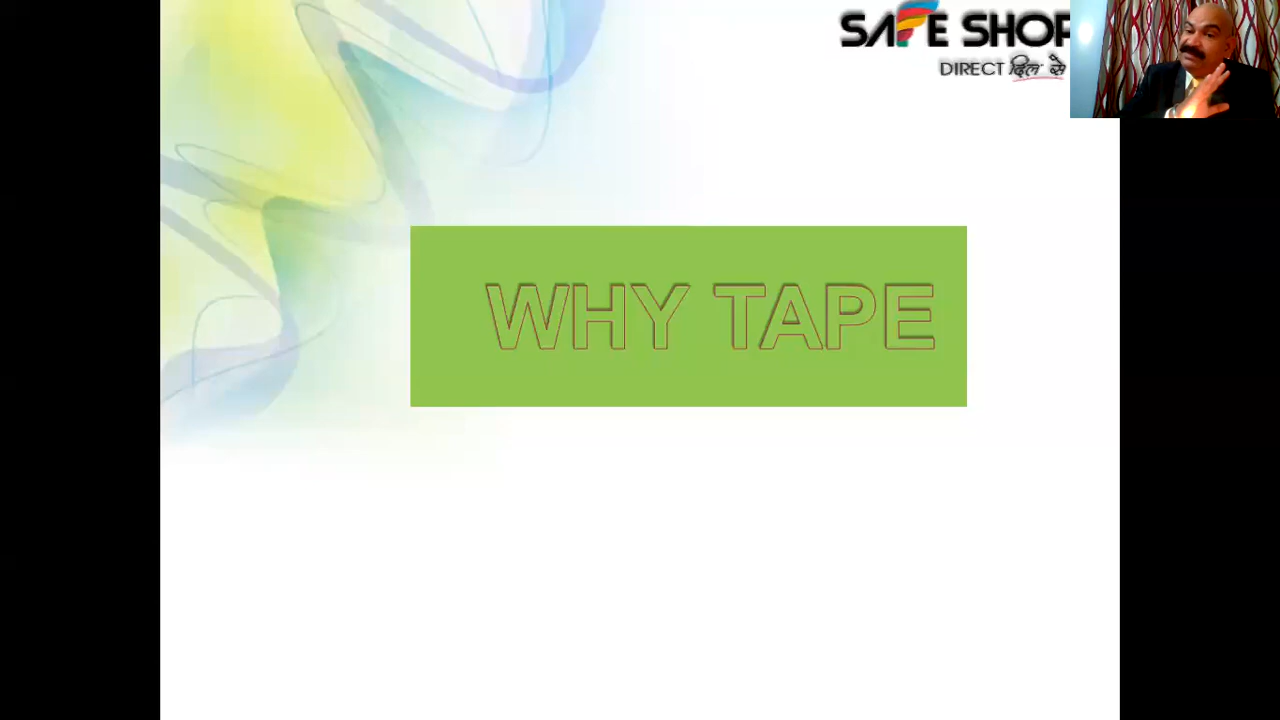 SAFE SHOP
DIRECT दिल से
WHY TAPE